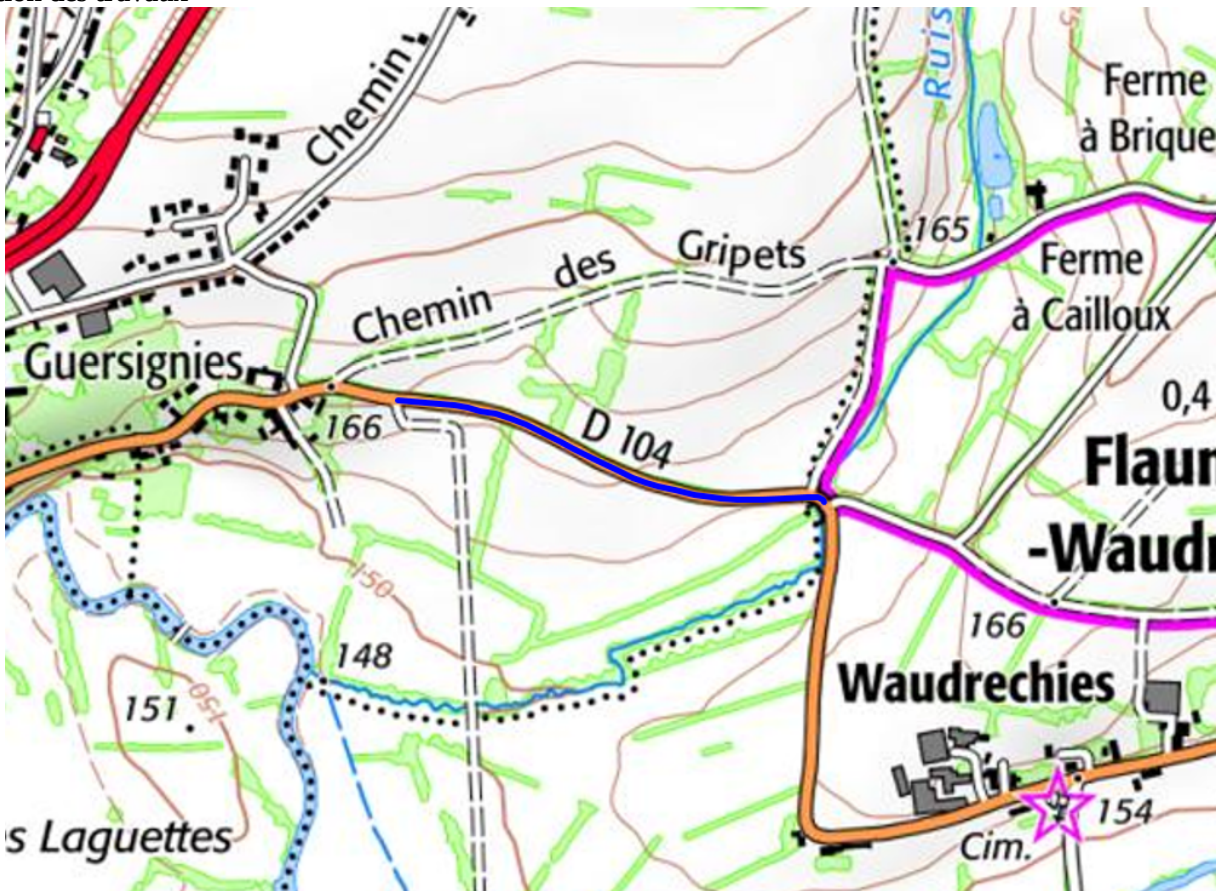 Chemin
Ruis
Ferme
à Brique
165
Gripets
des
Chemin
Ferme
à Cailloux
Guersignies
0,4
166
D 104
Flaum
-Waudr
150
166
148
Waudrechies
151
150
154
s Laguettes
Cim.